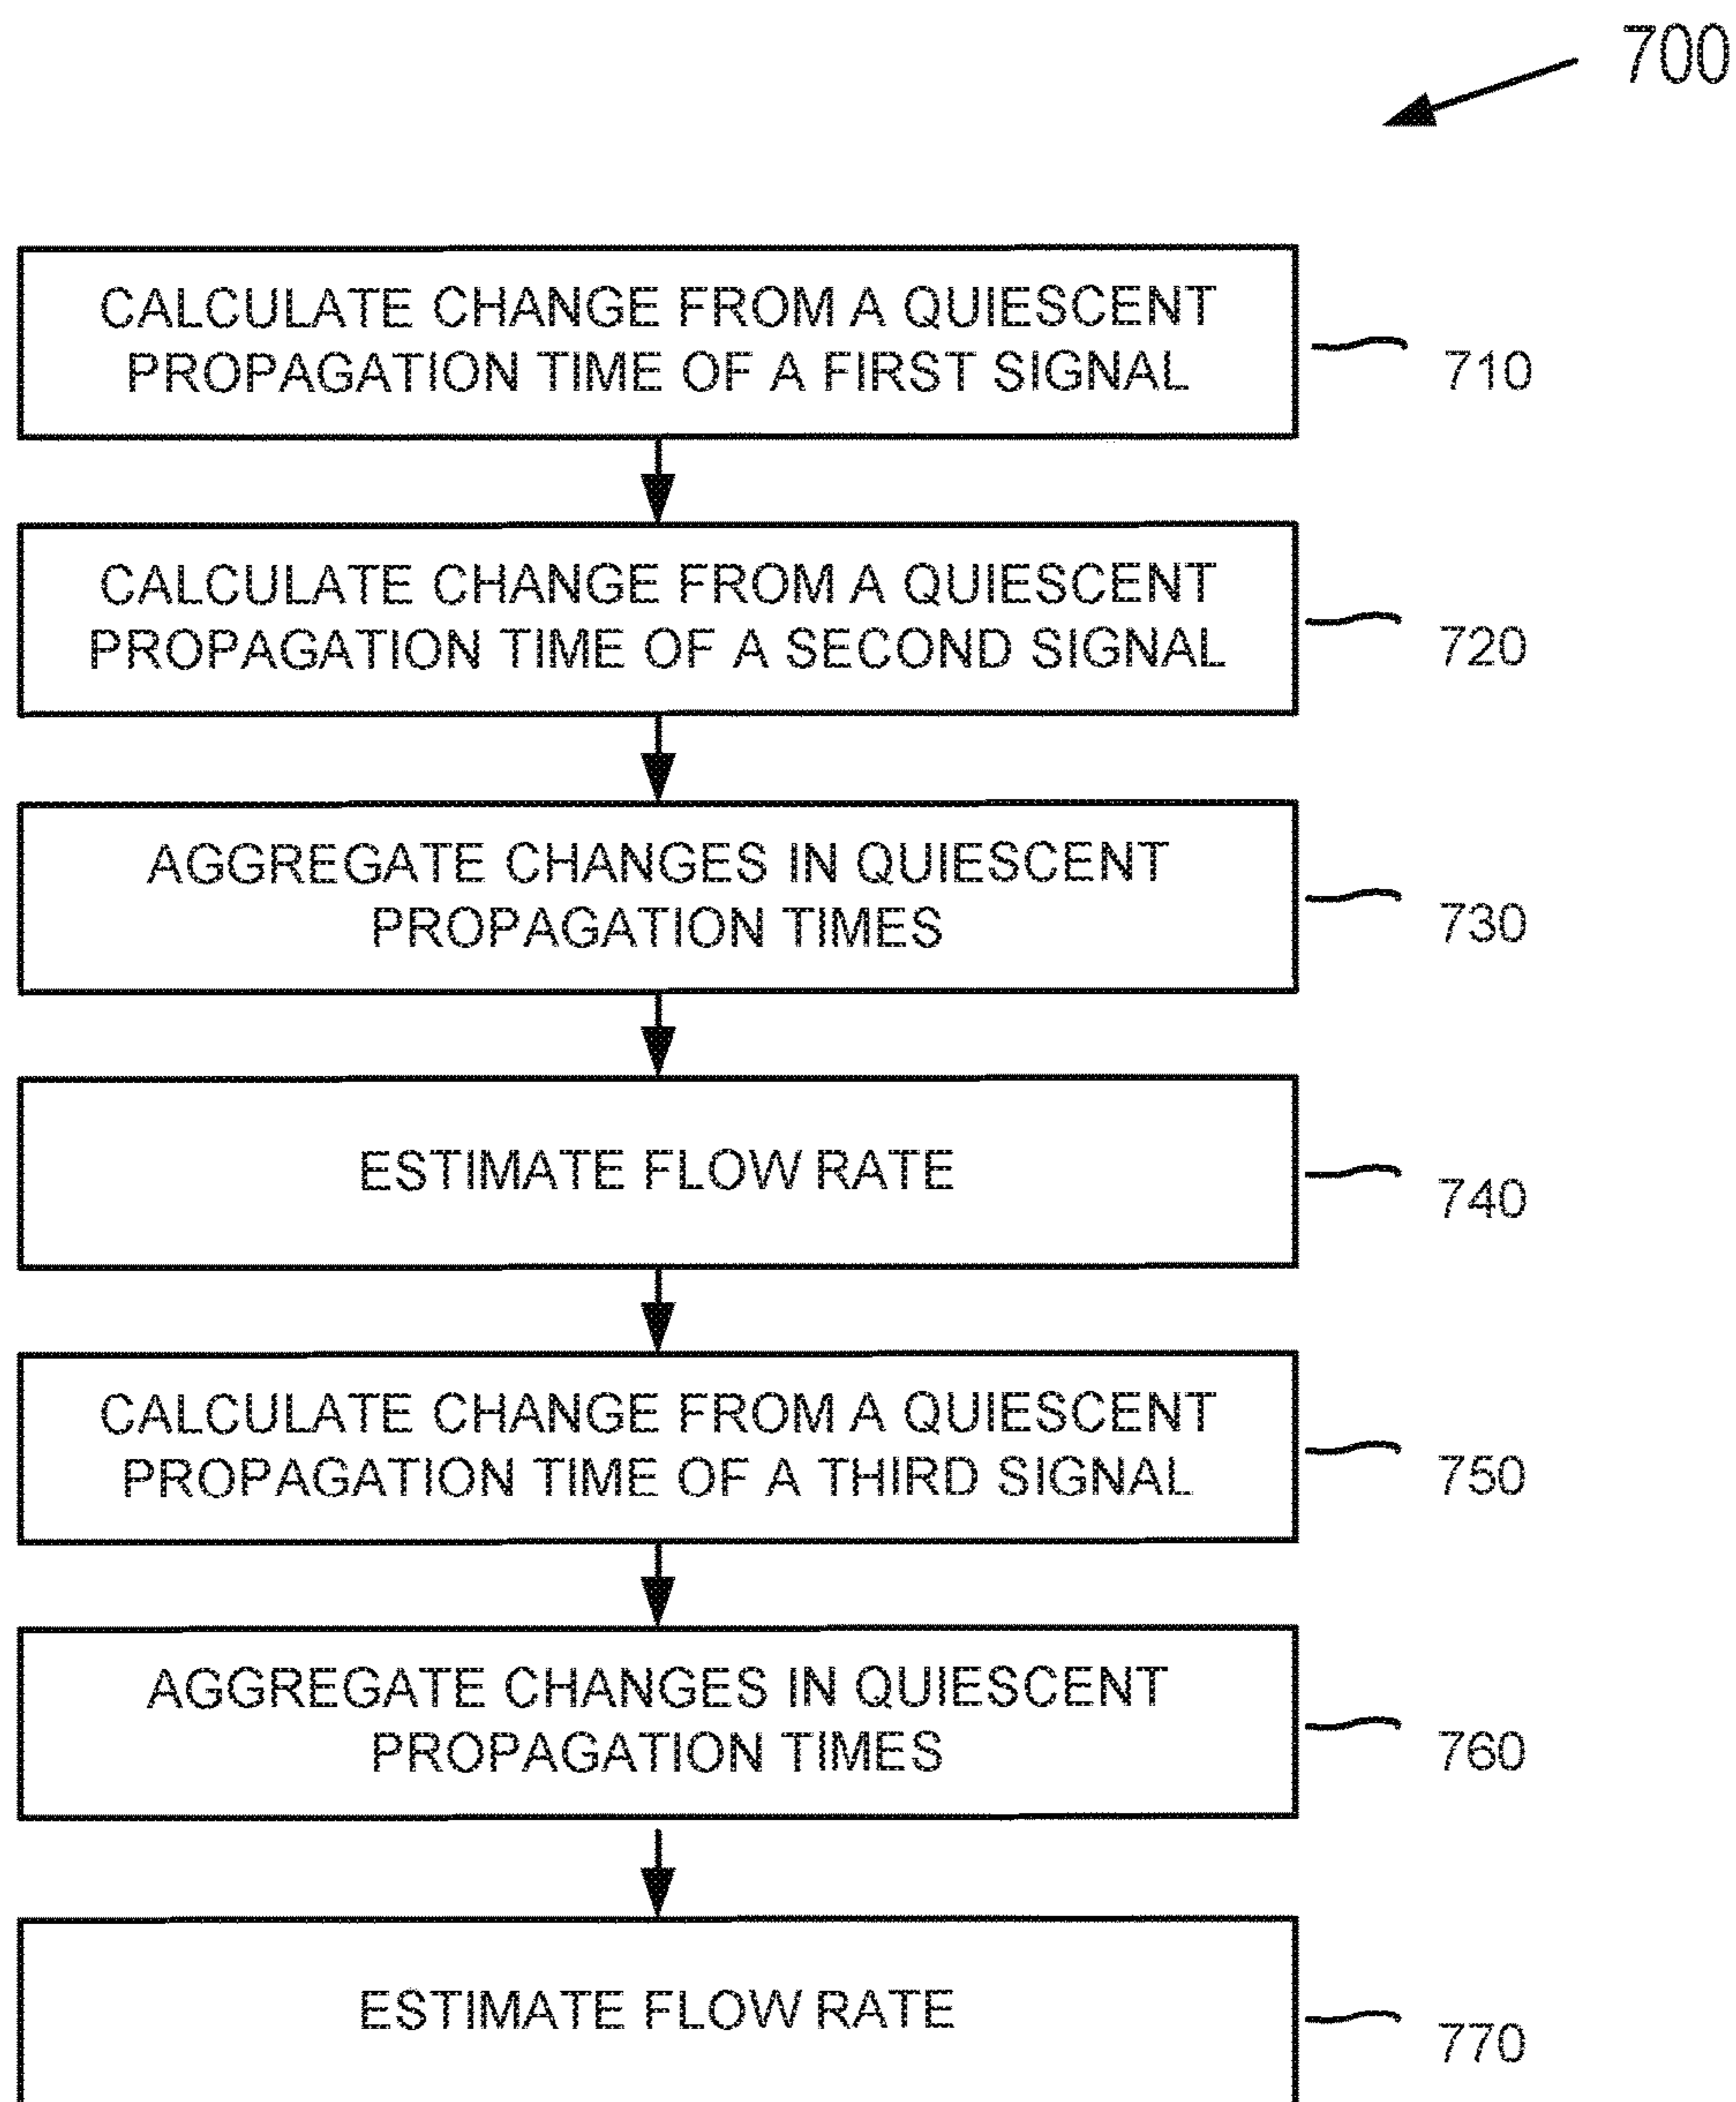 700
CALCULATE CHANGE FROM A QUIESCENT
PROPAGATION TIME OF A FIRST SIGNAL
710
CALCULATE CHANGE FROM A QUIESCENT
PROPAGATION TIME OF A SECOND SIGNAL
720
AGGREGATE CHANGES IN QUIESCENT
PROPAGATION TIMES
730
ESTIMATE FLOW RATE
740
CALCULATE CHANGE FROM A QUIESCENT
PROPAGATION TIME OF A THIRD SIGNAL
750
AGGREGATE CHANGES IN QUIESCENT
PROPAGATION TIMES
760
ESTIMATE FLOW RATE
770